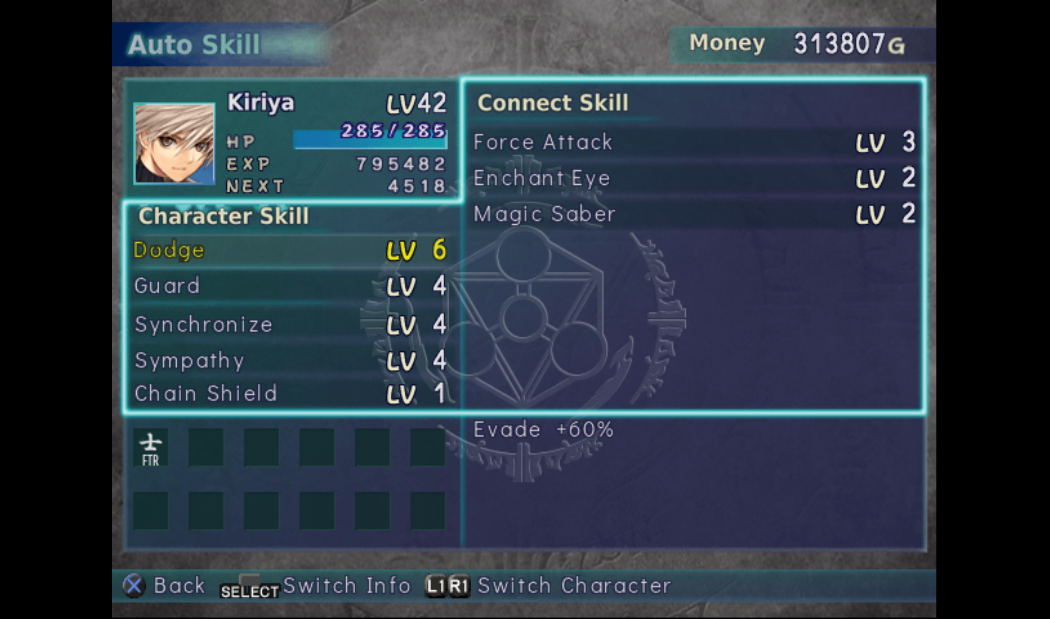 Auto Skill
Money 313807G
Kiriya LV42
HP 285/285
EXP 795482
NEXT 4518
Character Skill
Dodge LV 6
Guard LV 4
Synchronize LV 4
Sympathy LV 4
Chain Shield LV 1
Connect Skill
Force Attack LV 3
Enchant Eye LV 2
Magic Saber LV 2
FTR
Evade +60%
Back SELECT Switch Info L1 R1 Switch Character